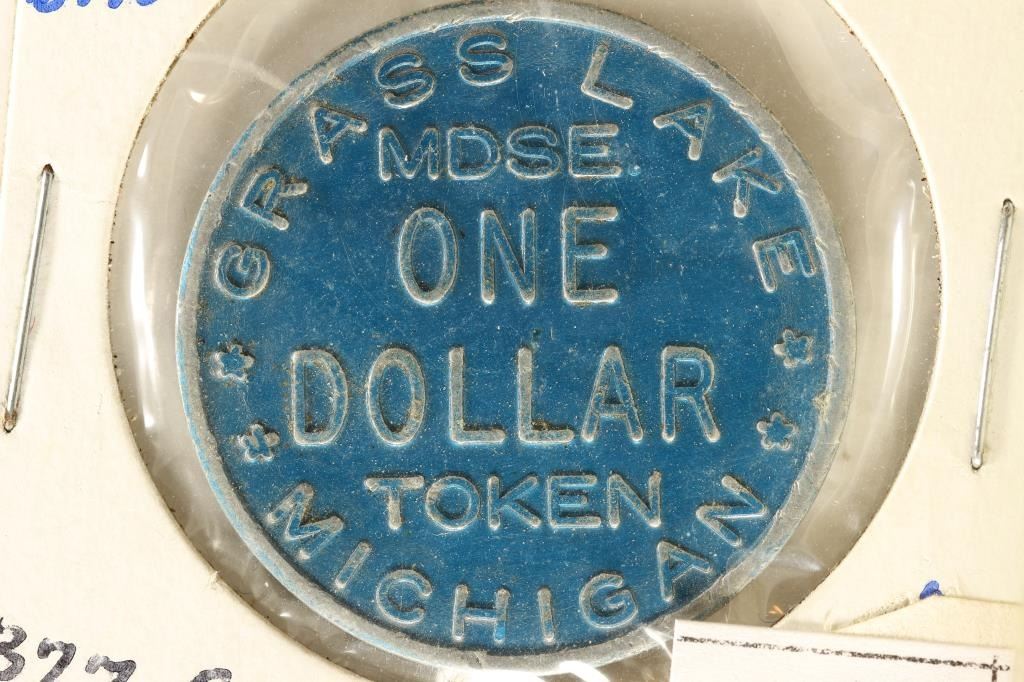 GRASS LAKE
MDSE.
ONE
DOLLAR
TOKEN
MICHIGAN